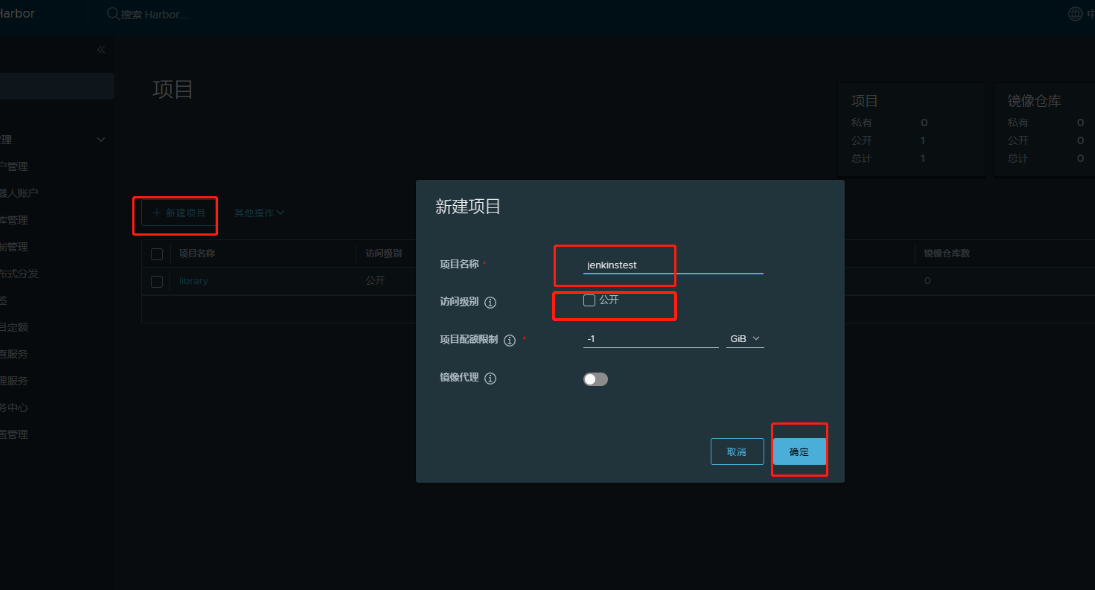 Harbor
搜索 Harbor...
中
«
项目
项目
私有 0
公开 1
总计 1
镜像仓库
私有 0
公开 0
总计 0
理
户管理
器人账户
库管理
制管理
布式分发
签
目定额
查服务
理服务
务中心
置管理
+ 新建项目
其他操作
项目名称
访问级别
镜像仓库数
library
公开
0
新建项目
项目名称 *
jenkinstest
访问级别
公开
项目配额限制 *
-1
GiB
镜像代理
取消
确定